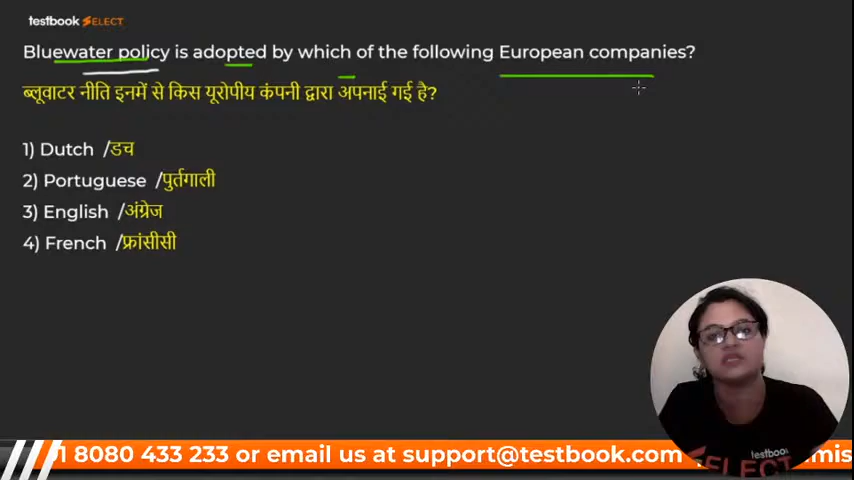 testbook SELECT
Bluewater policy is adopted by which of the following European companies?
ब्लूवाटर नीति इनमें से किस यूरोपीय कंपनी द्वारा अपनाई गई है?
1) Dutch /डच
2) Portuguese /पुर्तगाली
3) English /अंग्रेज
4) French /फ्रांसीसी
testbook
SELECT
1 8080 433 233 or email us at support@testbook.com